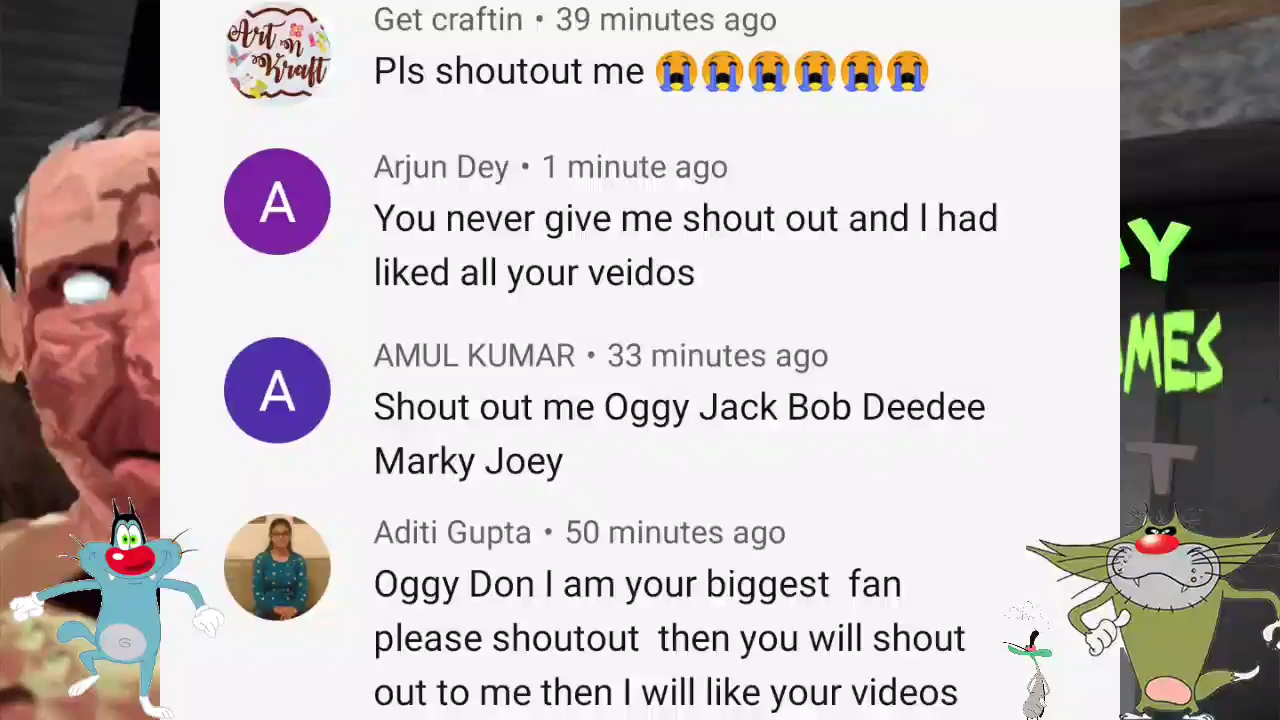 Art n Kraft
Get craftin • 39 minutes ago
Pls shoutout me 😭😭😭😭😭😭
A
Arjun Dey • 1 minute ago
You never give me shout out and I had
liked all your veidos
A
AMUL KUMAR • 33 minutes ago
Shout out me Oggy Jack Bob Deedee
Marky Joey
Aditi Gupta • 50 minutes ago
Oggy Don I am your biggest fan
please shoutout then you will shout
out to me then I will like your videos